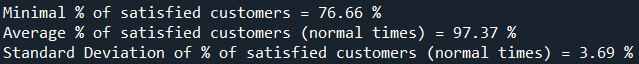 Minimal % of satisfied customers = 76.66 %
Average % of satisfied customers (normal times) = 97.37 %
Standard Deviation of % of satisfied customers (normal times) = 3.69 %